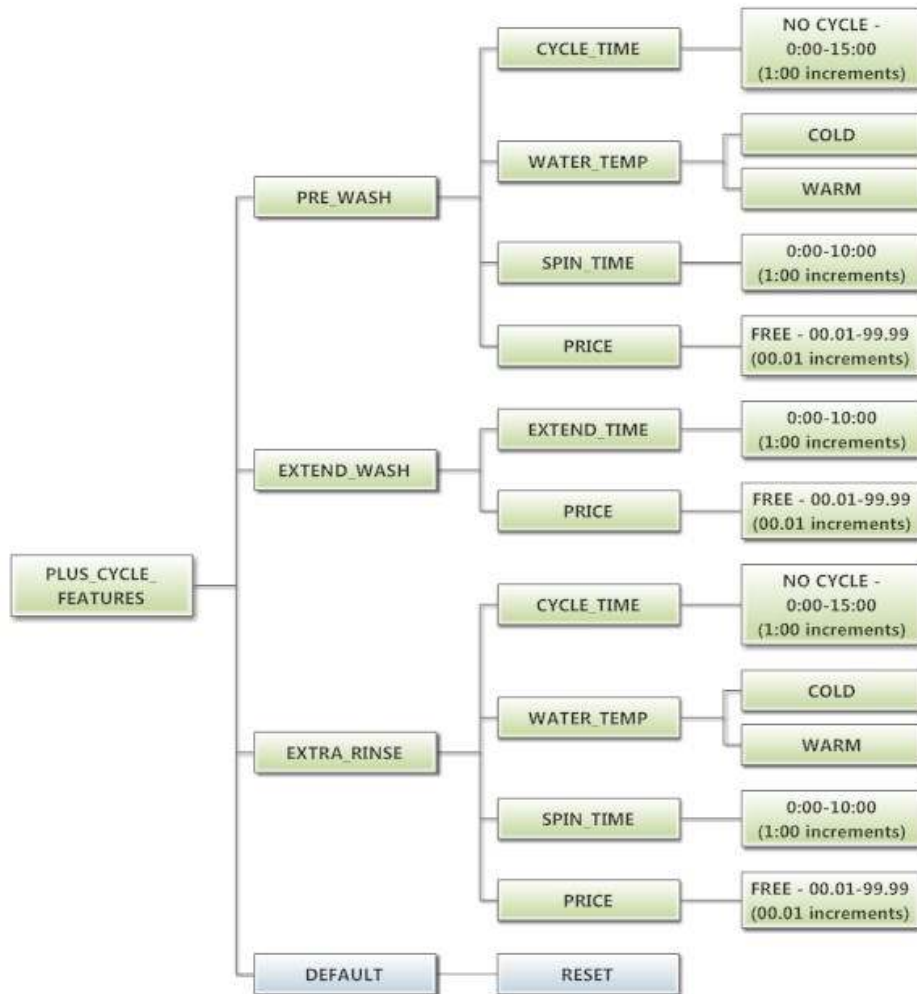 PLUS_CYCLE_
FEATURES
PRE_WASH
CYCLE_TIME
NO CYCLE -
0:00-15:00
(1:00 increments)
WATER_TEMP
COLD
WARM
SPIN_TIME
0:00-10:00
(1:00 increments)
PRICE
FREE - 00.01-99.99
(00.01 increments)
EXTEND_WASH
EXTEND_TIME
0:00-10:00
(1:00 increments)
PRICE
FREE - 00.01-99.99
(00.01 increments)
EXTRA_RINSE
CYCLE_TIME
NO CYCLE -
0:00-15:00
(1:00 increments)
WATER_TEMP
COLD
WARM
SPIN_TIME
0:00-10:00
(1:00 increments)
PRICE
FREE - 00.01-99.99
(00.01 increments)
DEFAULT
RESET